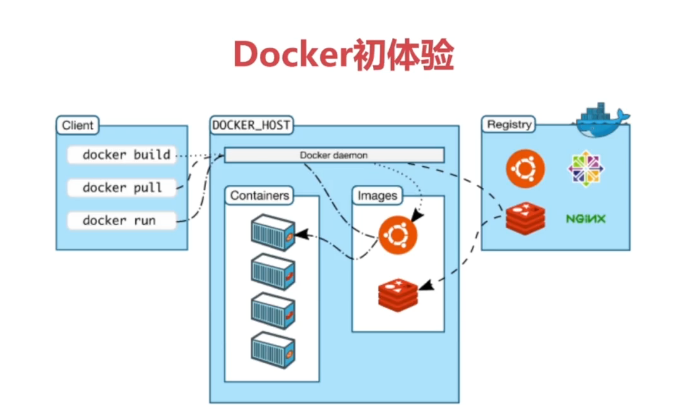 Docker初体验
Client
docker build
docker pull
docker run
DOCKER_HOST
Docker daemon
Containers
Images
Registry
NGINX